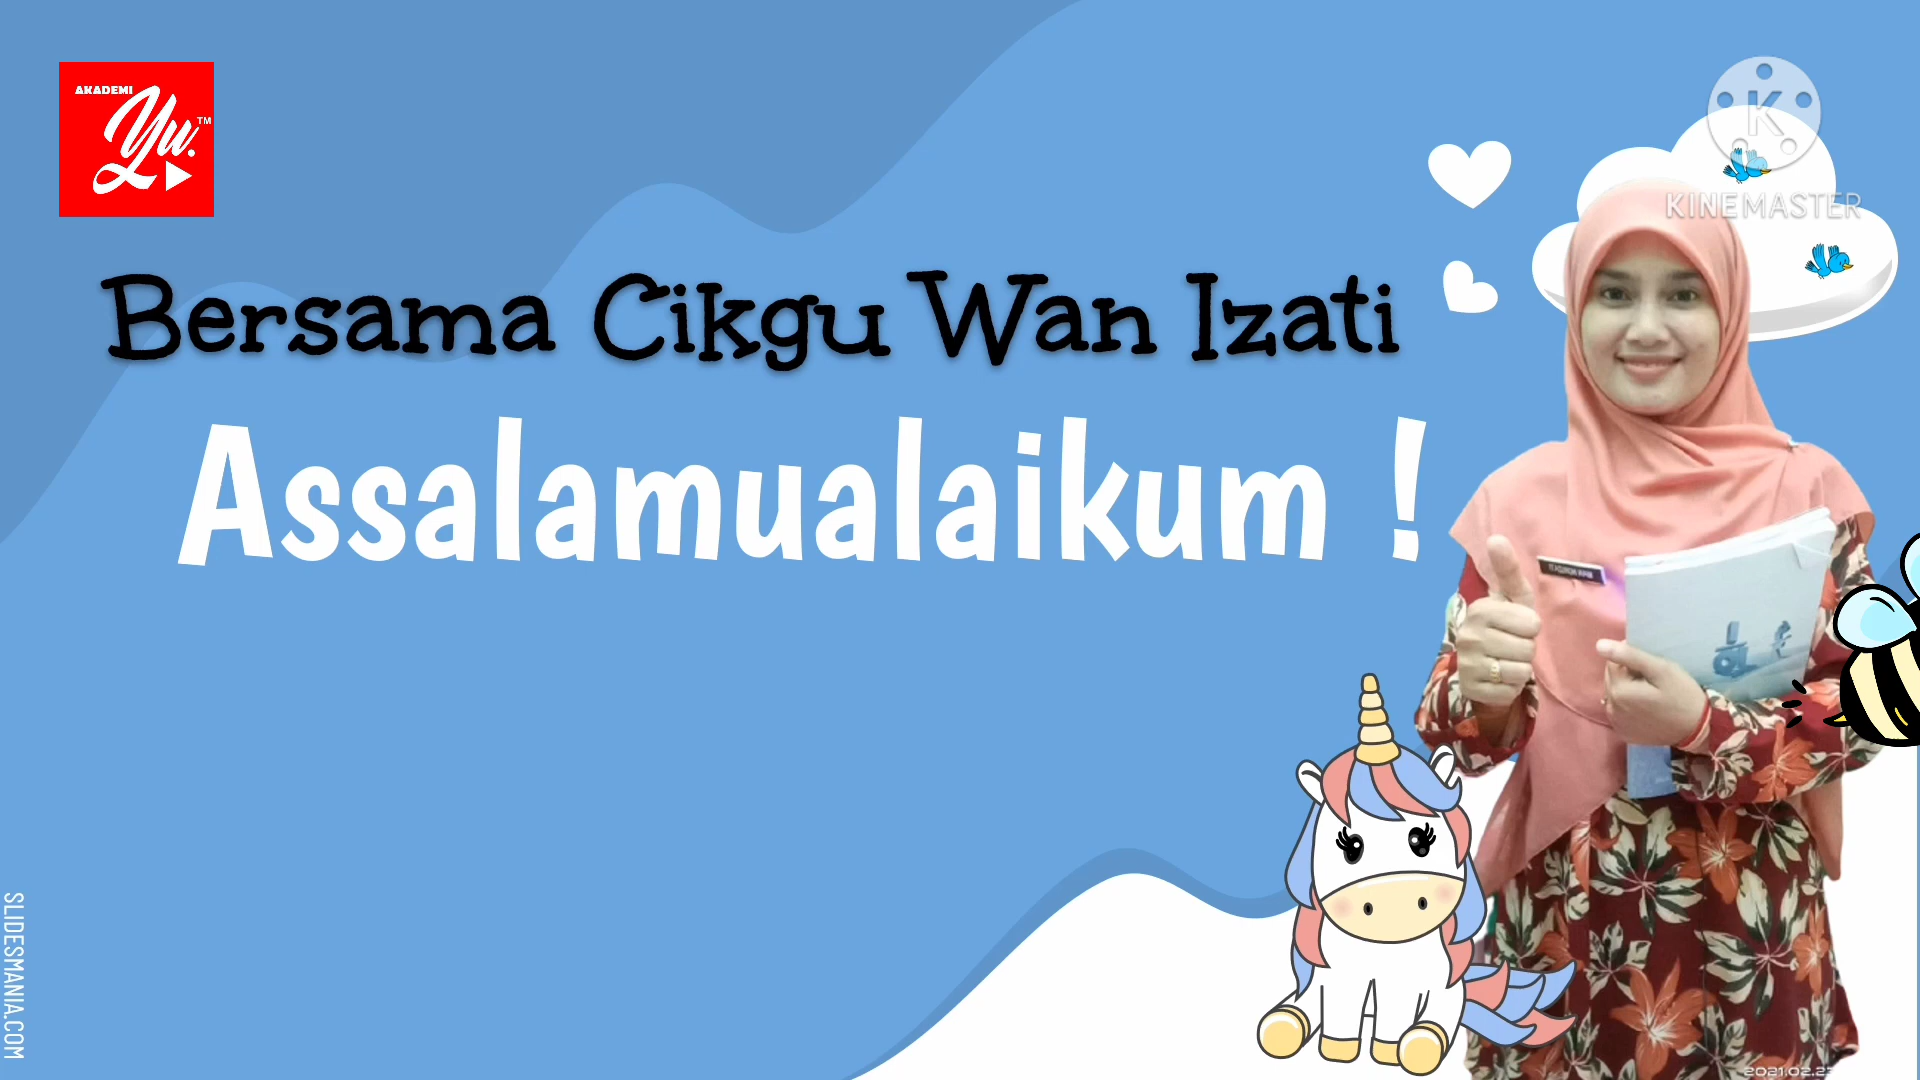 AKADEMI
Yu.™
KINEMASTER
Bersama Cikgu Wan Izati
Assalamualaikum !
SLIDESMANIA.COM